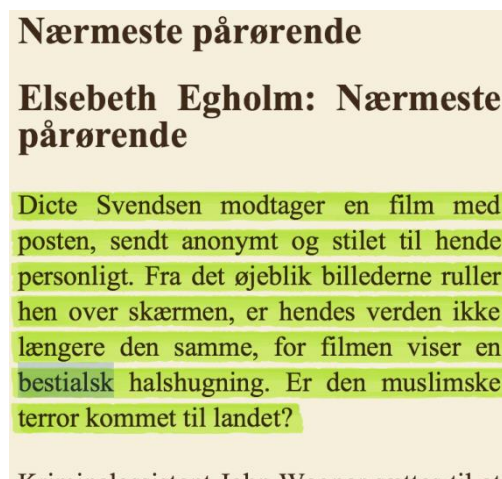 Nærmeste pårørende
Elsebeth Egholm: Nærmeste
pårørende
Dicte Svendsen modtager en film med
posten, sendt anonymt og stilet til hende
personligt. Fra det øjeblik billederne ruller
hen over skærmen, er hendes verden ikke
længere den samme, for filmen viser en
bestialsk halshugning. Er den muslimske
terror kommet til landet?